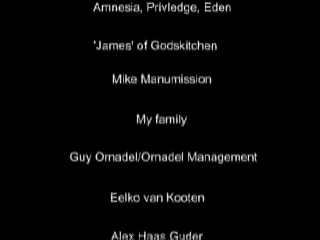 Amnesia, Privledge, Eden
'James' of Godskitchen
Mike Manumission
My family
Guy Ornadel/Ornadel Management
Eelko van Kooten
Alex Haas Guder